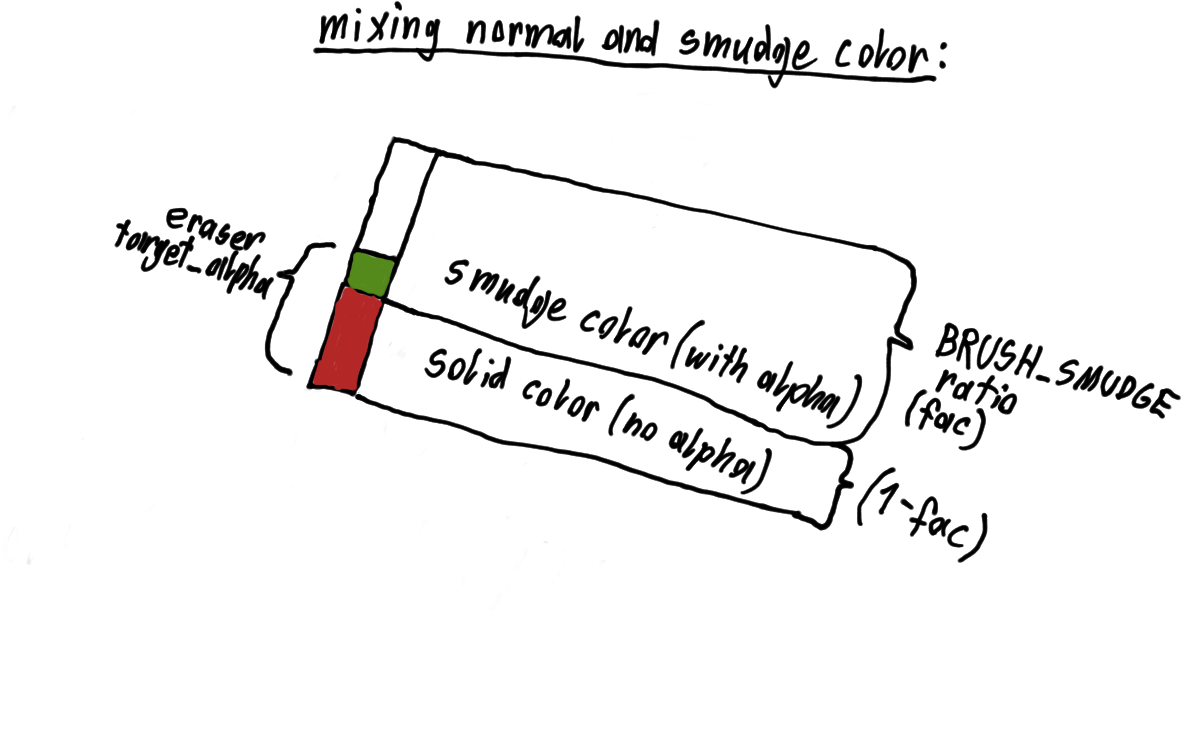 mixing normal and smudge color:
eraser
target_alpha
smudge color (with alpha)
solid color (no alpha)
BRUSH_SMUDGE
ratio
(fac)
(1-fac)